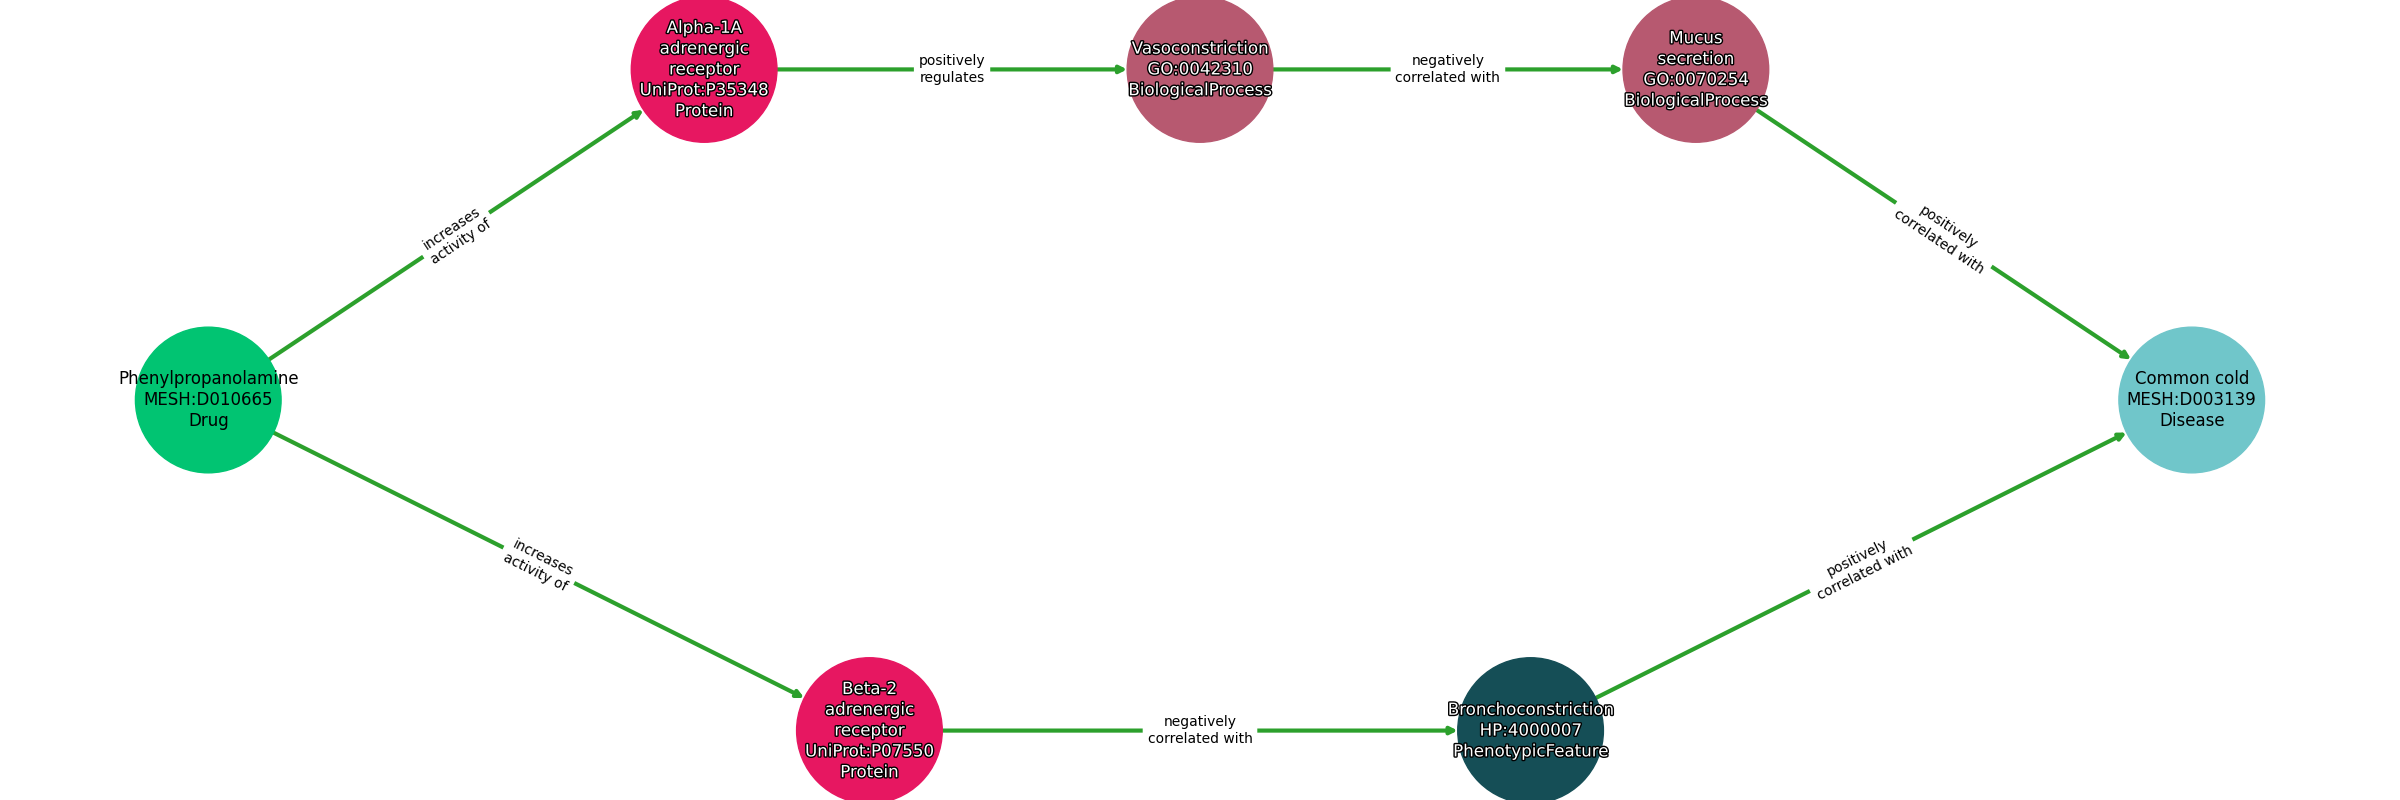 Alpha-1A
adrenergic
receptor
UniProt:P35348
Protein
positively
regulates
Vasoconstriction
GO:0042310
BiologicalProcess
negatively
correlated with
Mucus
secretion
GO:0070254
BiologicalProcess
increases
activity of
positively
correlated with
Phenylpropanolamine
MESH:D010665
Drug
Common cold
MESH:D003139
Disease
increases
activity of
positively
correlated with
Beta-2
adrenergic
receptor
UniProt:P07550
Protein
negatively
correlated with
Bronchoconstriction
HP:4000007
PhenotypicFeature